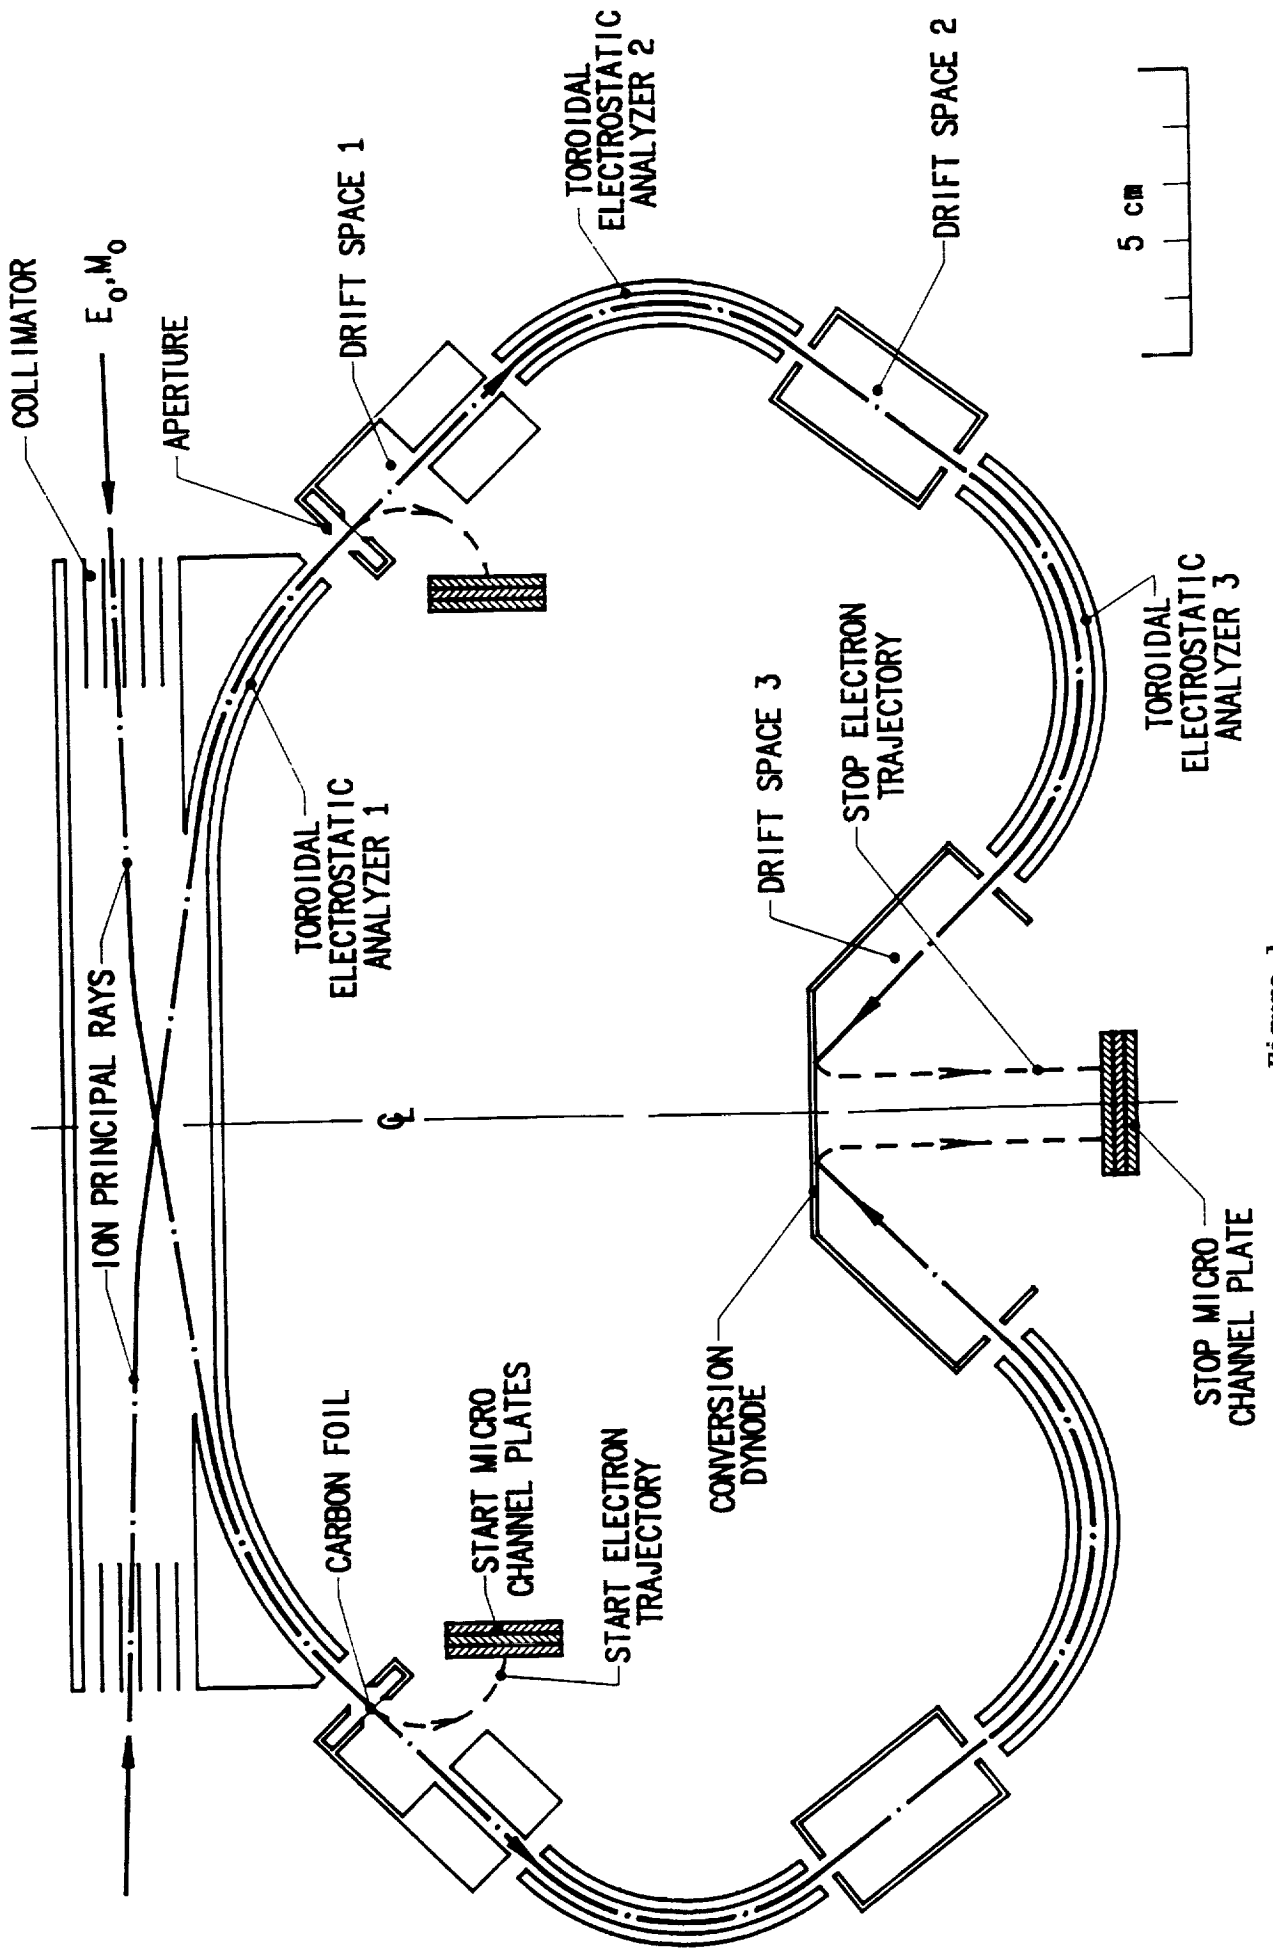 COLLIMATOR
E₀,M₀
APERTURE
DRIFT SPACE 1
TOROIDAL
ELECTROSTATIC
ANALYZER 2
DRIFT SPACE 2
5 cm
ION PRINCIPAL RAYS
TOROIDAL
ELECTROSTATIC
ANALYZER 1
℄
DRIFT SPACE 3
STOP ELECTRON
TRAJECTORY
TOROIDAL
ELECTROSTATIC
ANALYZER 3
CARBON FOIL
START MICRO
CHANNEL PLATES
START ELECTRON
TRAJECTORY
CONVERSION
DYNODE
STOP MICRO
CHANNEL PLATE